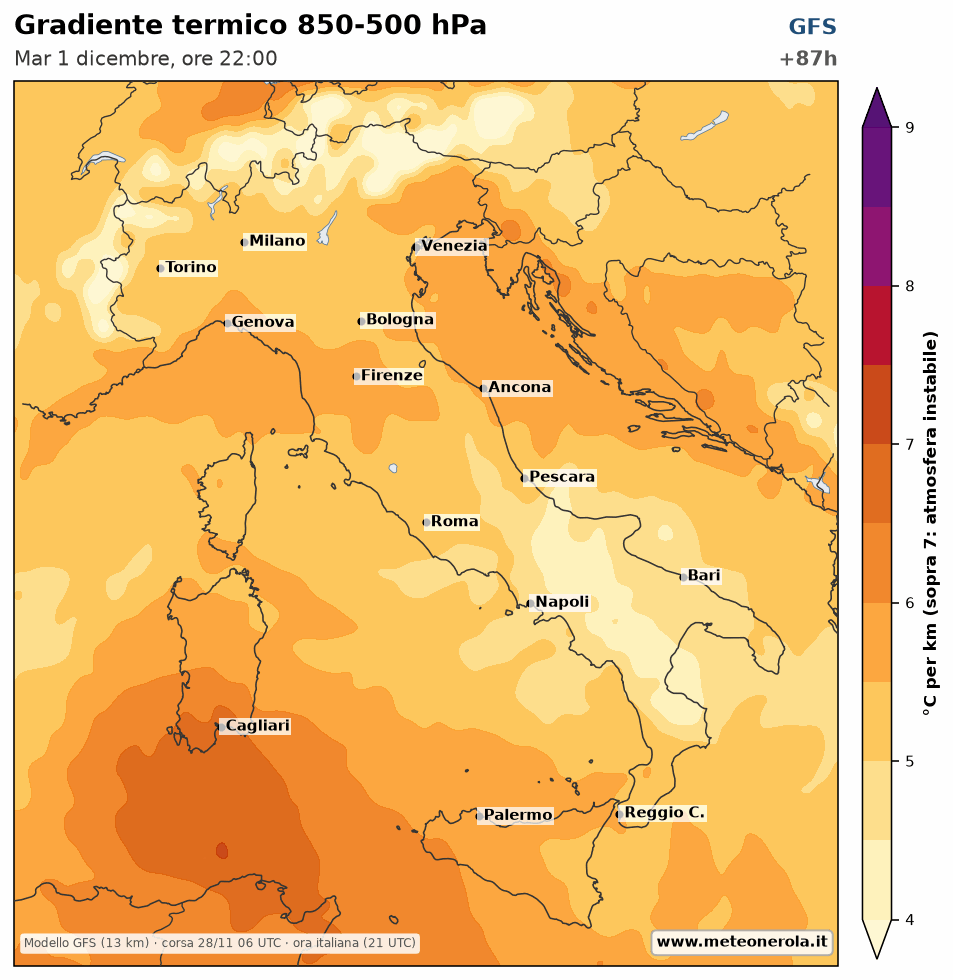 Gradiente termico 850-500 hPa
GFS
Mar 1 dicembre, ore 22:00
+87h
Milano
Venezia
Torino
Genova
Bologna
Firenze
Ancona
Pescara
Roma
Bari
Napoli
Cagliari
Palermo
Reggio C.
9
8
7
6
5
4
°C per km (sopra 7: atmosfera instabile)
Modello GFS (13 km) · corsa 28/11 06 UTC · ora italiana (21 UTC)
www.meteonerola.it